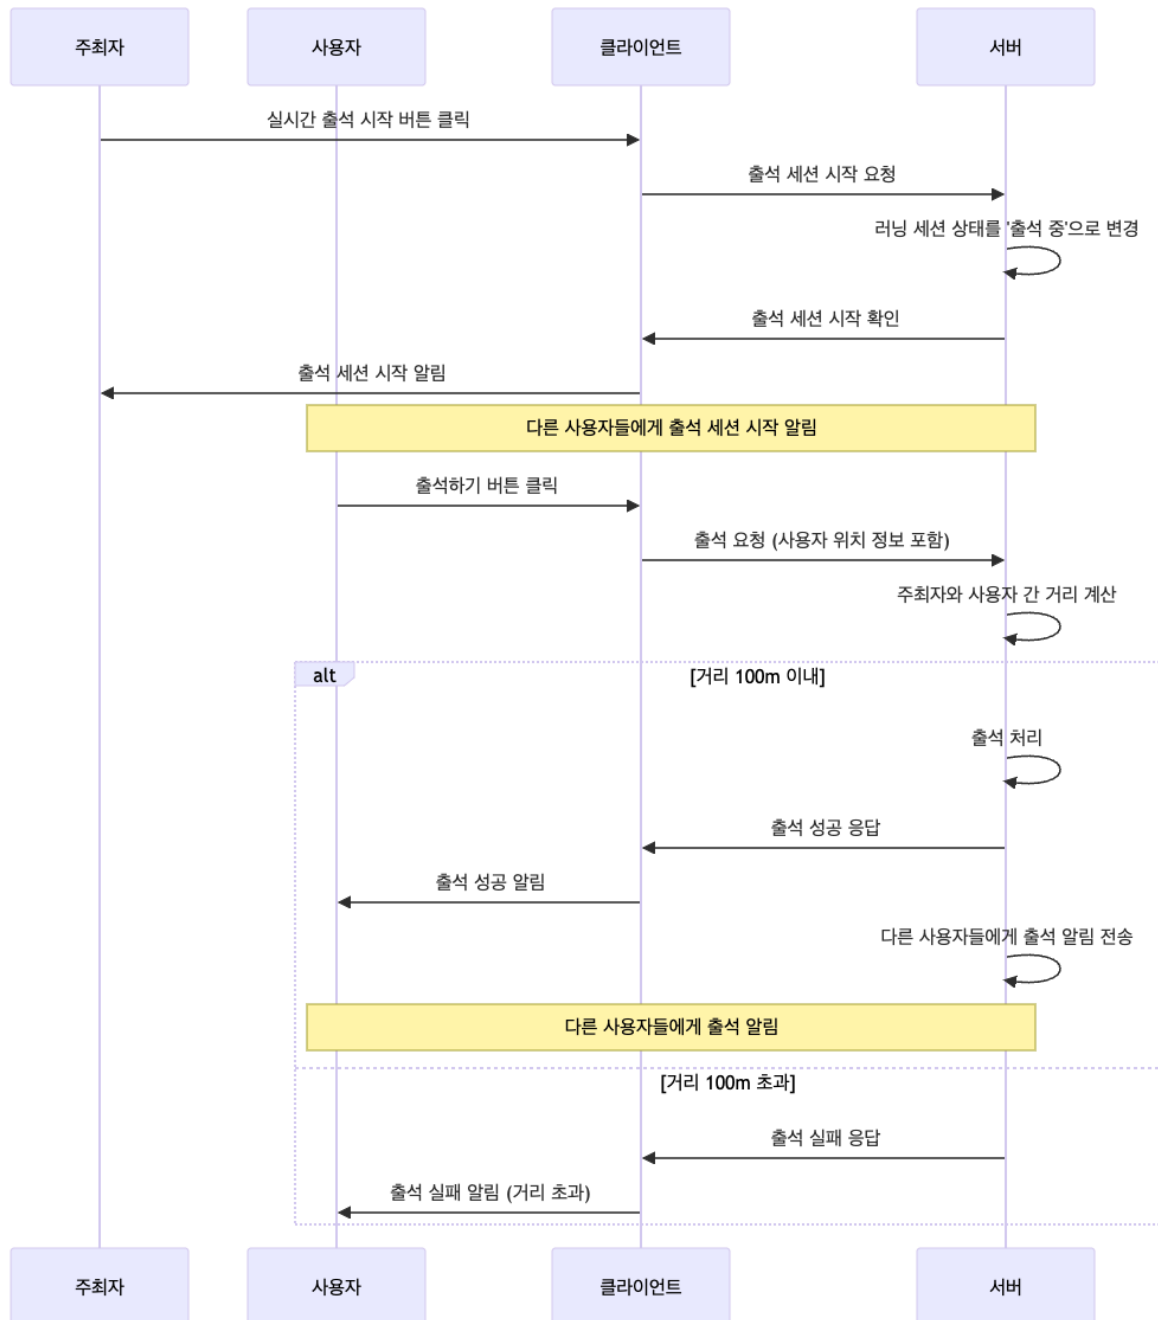 주최자
사용자
클라이언트
서버
실시간 출석 시작 버튼 클릭
출석 세션 시작 요청
러닝 세션 상태를 '출석 중'으로 변경
출석 세션 시작 확인
출석 세션 시작 알림
다른 사용자들에게 출석 세션 시작 알림
출석하기 버튼 클릭
출석 요청 (사용자 위치 정보 포함)
주최자와 사용자 간 거리 계산
alt
[거리 100m 이내]
출석 처리
출석 성공 응답
출석 성공 알림
다른 사용자들에게 출석 알림 전송
다른 사용자들에게 출석 알림
[거리 100m 초과]
출석 실패 응답
출석 실패 알림 (거리 초과)
주최자
사용자
클라이언트
서버